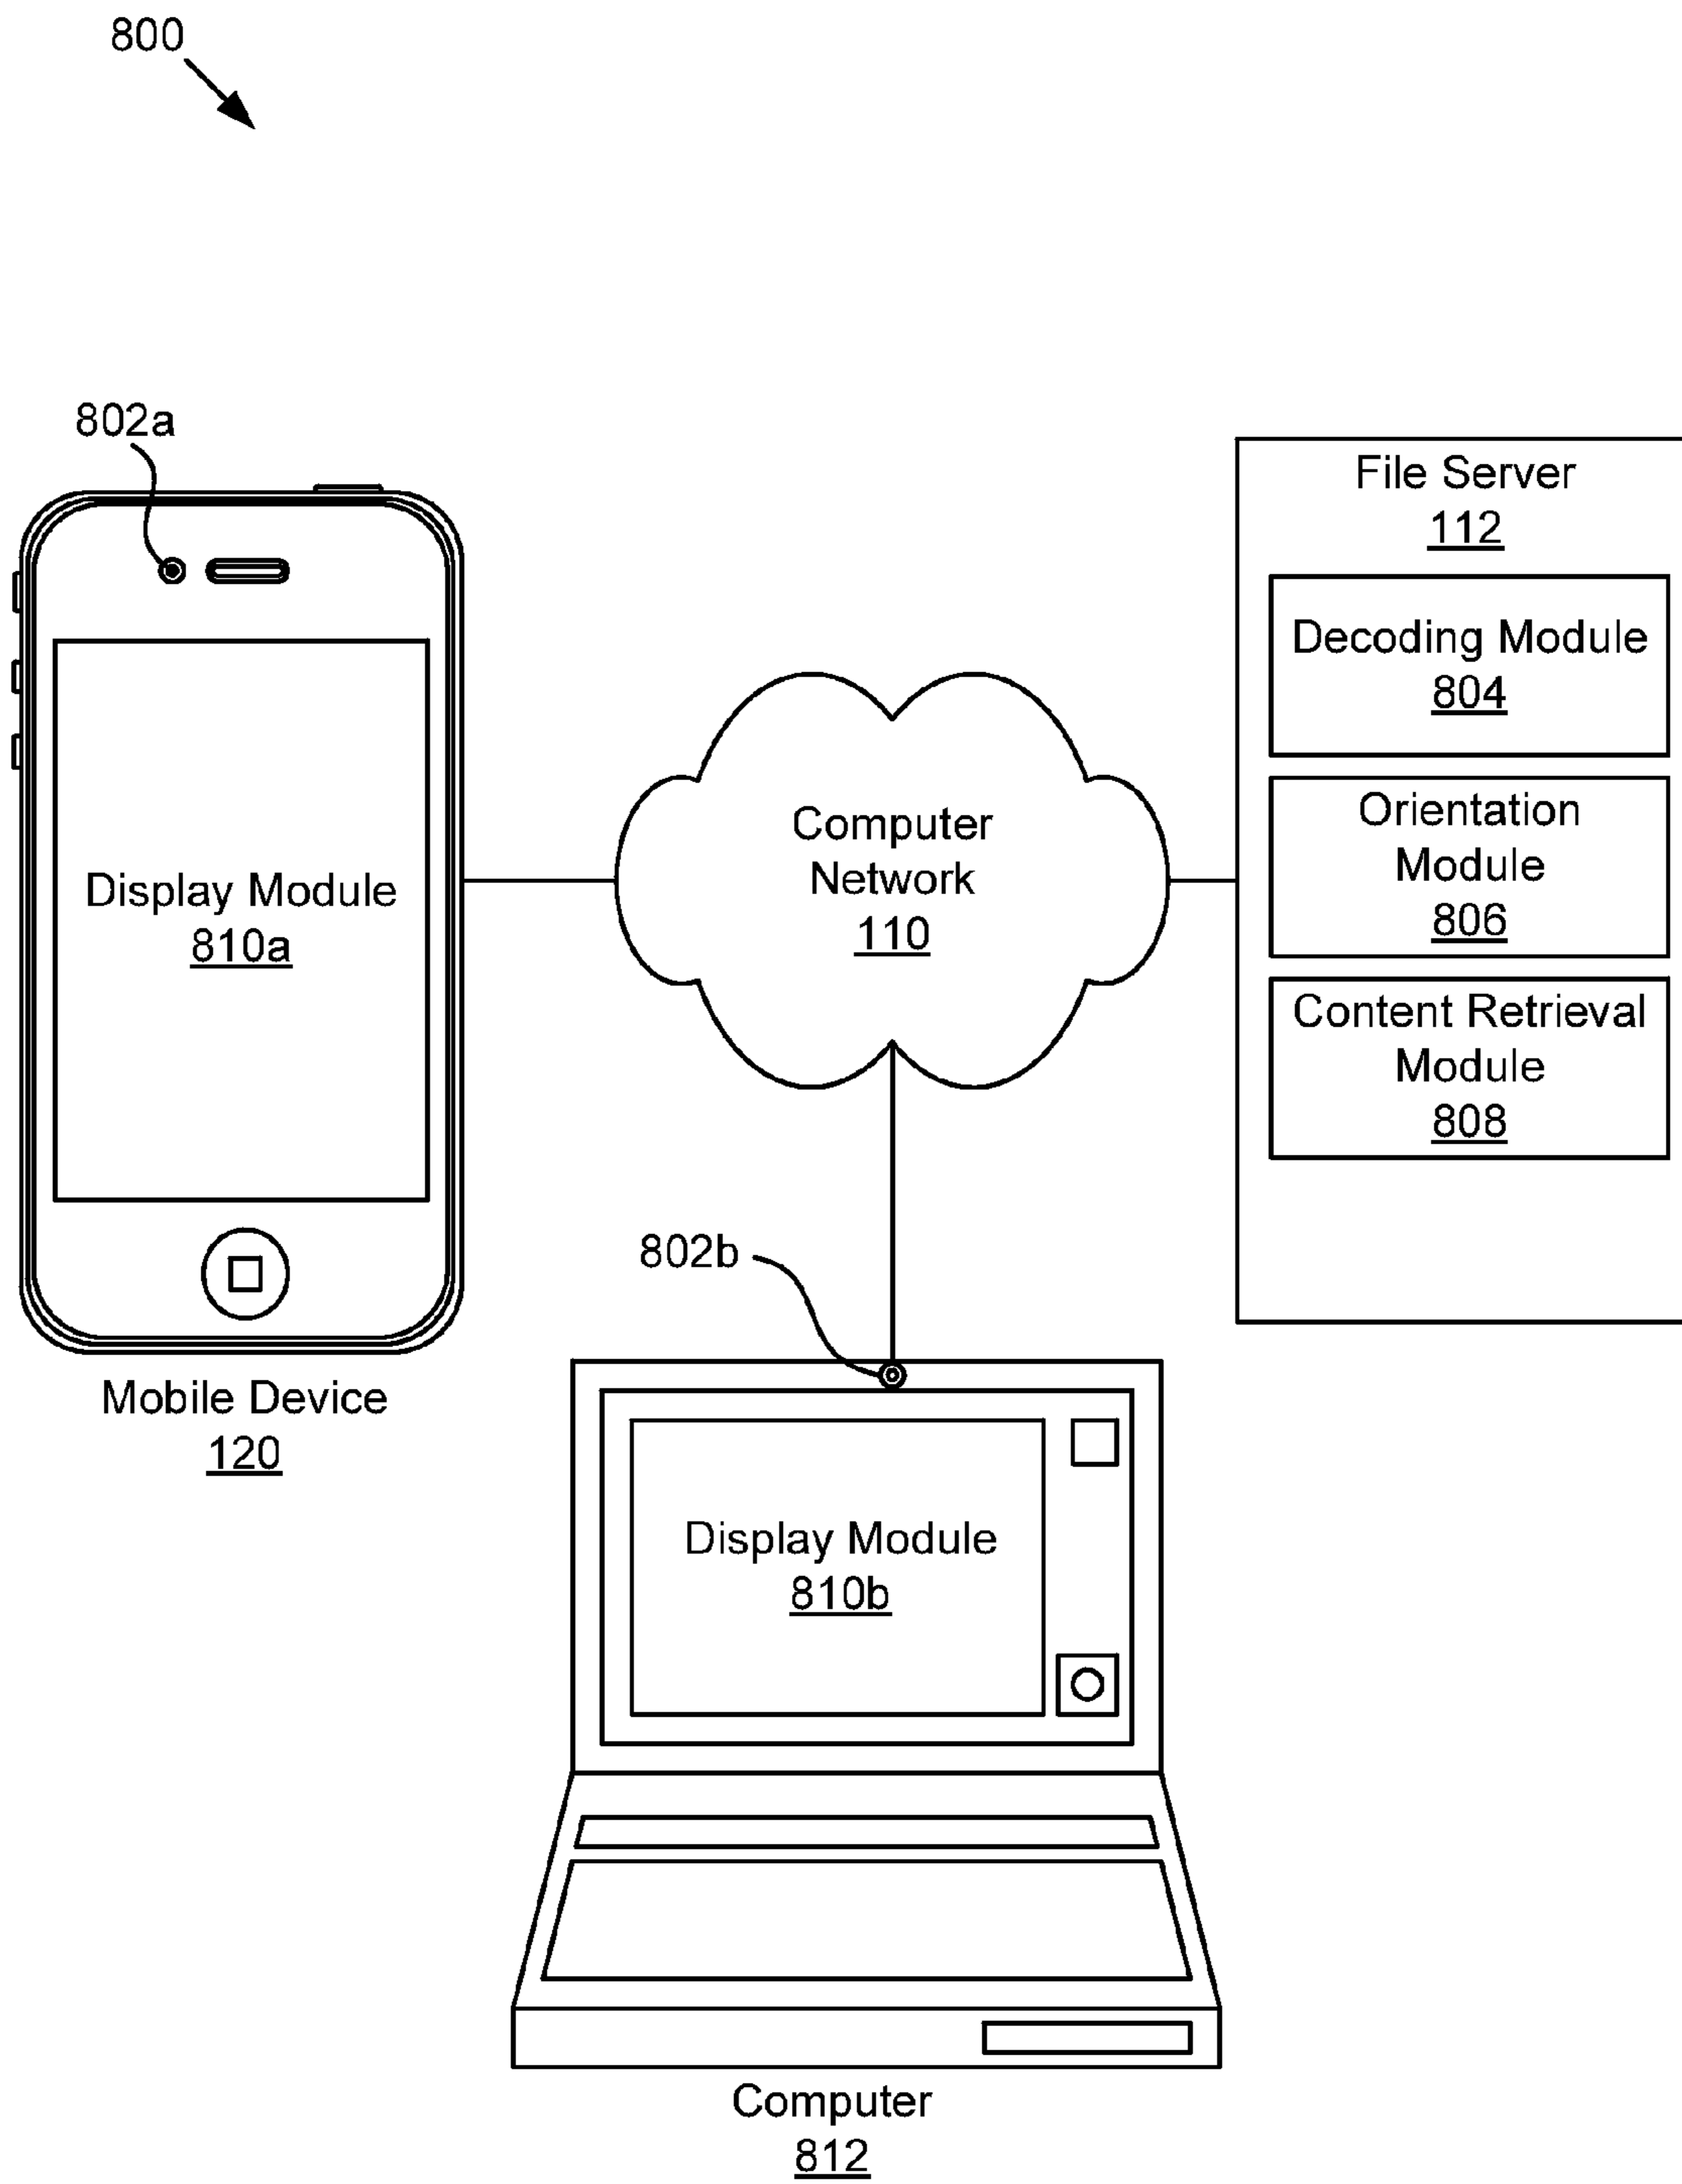 800
802a
File Server
112
Decoding Module
804
Orientation
Module
806
Content Retrieval
Module
808
Computer
Network
110
Display Module
810a
Mobile Device
120
802b
Display Module
810b
Computer
812